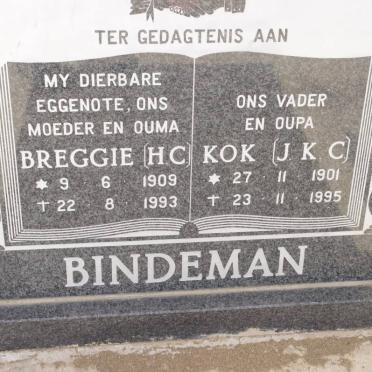 TER GEDAGTENIS AAN
MY DIERBARE
EGGENOTE, ONS
MOEDER EN OUMA
BREGGIE (H.C)
* 9 . 6 . 1909
† 22 . 8 . 1993
ONS VADER
EN OUPA
KOK (J. K. C)
* 27 . 11 . 1901
† 23 . 11 . 1995
BINDEMAN